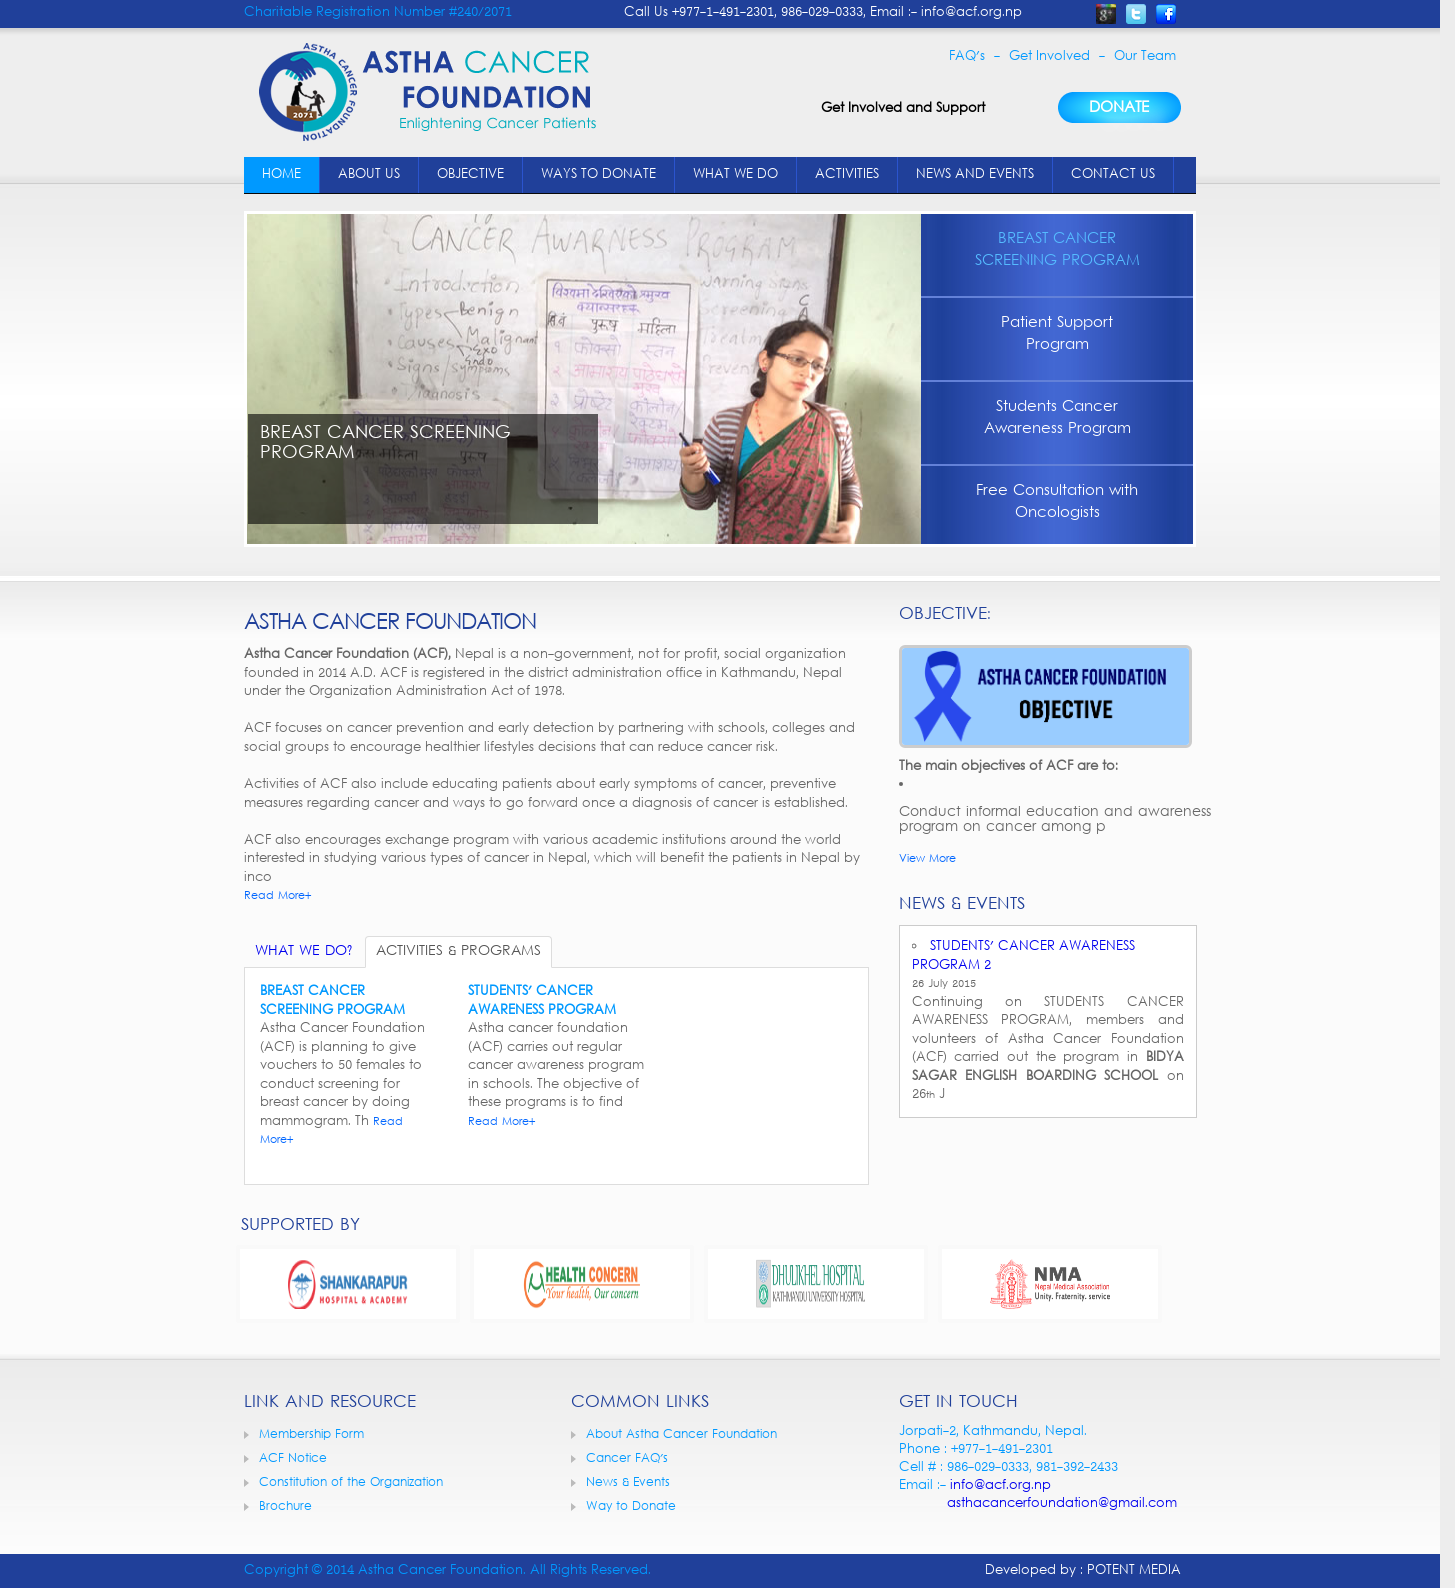 Charitable Registration Number #240/2071
Call Us +977-1-491-2301, 986-029-0333, Email :- info@acf.org.np
ASTHA CANCER FOUNDATION
2071
ASTHA CANCER
FOUNDATION
Enlightening Cancer Patients
FAQ's - Get Involved - Our Team
Get Involved and Support
DONATE
HOME
ABOUT US
OBJECTIVE
WAYS TO DONATE
WHAT WE DO
ACTIVITIES
NEWS AND EVENTS
CONTACT US
CANCER AWARNESS PROGRAM
Introduction
Types
Benign
Malignant
Causes
Exo
Endo
Signs/symptoms
Diagnosis
पुरुष महिला
BREAST CANCER SCREENING
PROGRAM
BREAST CANCER
SCREENING PROGRAM
Patient Support
Program
Students Cancer
Awareness Program
Free Consultation with
Oncologists
ASTHA CANCER FOUNDATION
Astha Cancer Foundation (ACF), Nepal is a non-government, not for profit, social organization
founded in 2014 A.D. ACF is registered in the district administration office in Kathmandu, Nepal
under the Organization Administration Act of 1978.
ACF focuses on cancer prevention and early detection by partnering with schools, colleges and
social groups to encourage healthier lifestyles decisions that can reduce cancer risk.
Activities of ACF also include educating patients about early symptoms of cancer, preventive
measures regarding cancer and ways to go forward once a diagnosis of cancer is established.
ACF also encourages exchange program with various academic institutions around the world
interested in studying various types of cancer in Nepal, which will benefit the patients in Nepal by
inco
Read More+
OBJECTIVE:
ASTHA CANCER FOUNDATION
OBJECTIVE
The main objectives of ACF are to:
•
Conduct informal education and awareness
program on cancer among p
View More
WHAT WE DO?
ACTIVITIES & PROGRAMS
BREAST CANCER
SCREENING PROGRAM
Astha Cancer Foundation
(ACF) is planning to give
vouchers to 50 females to
conduct screening for
breast cancer by doing
mammogram. Th Read
More+
STUDENTS' CANCER
AWARENESS PROGRAM
Astha cancer foundation
(ACF) carries out regular
cancer awareness program
in schools. The objective of
these programs is to find
Read More+
NEWS & EVENTS
STUDENTS' CANCER AWARENESS
PROGRAM 2
26 July 2015
Continuing on STUDENTS CANCER
AWARENESS PROGRAM, members and
volunteers of Astha Cancer Foundation
(ACF) carried out the program in BIDYA
SAGAR ENGLISH BOARDING SCHOOL on
26th J
SUPPORTED BY
SHANKARAPUR
HOSPITAL & ACADEMY
HEALTH CONCERN
Your health, Our concern
DHULIKHEL HOSPITAL
KATHMANDU UNIVERSITY HOSPITAL
NMA
Nepal Medical Association
Unity. Fraternity. service
LINK AND RESOURCE
Membership Form
ACF Notice
Constitution of the Organization
Brochure
COMMON LINKS
About Astha Cancer Foundation
Cancer FAQ's
News & Events
Way to Donate
GET IN TOUCH
Jorpati-2, Kathmandu, Nepal.
Phone : +977-1-491-2301
Cell # : 986-029-0333, 981-392-2433
Email :- info@acf.org.np
asthacancerfoundation@gmail.com
Copyright © 2014 Astha Cancer Foundation. All Rights Reserved.
Developed by : POTENT MEDIA